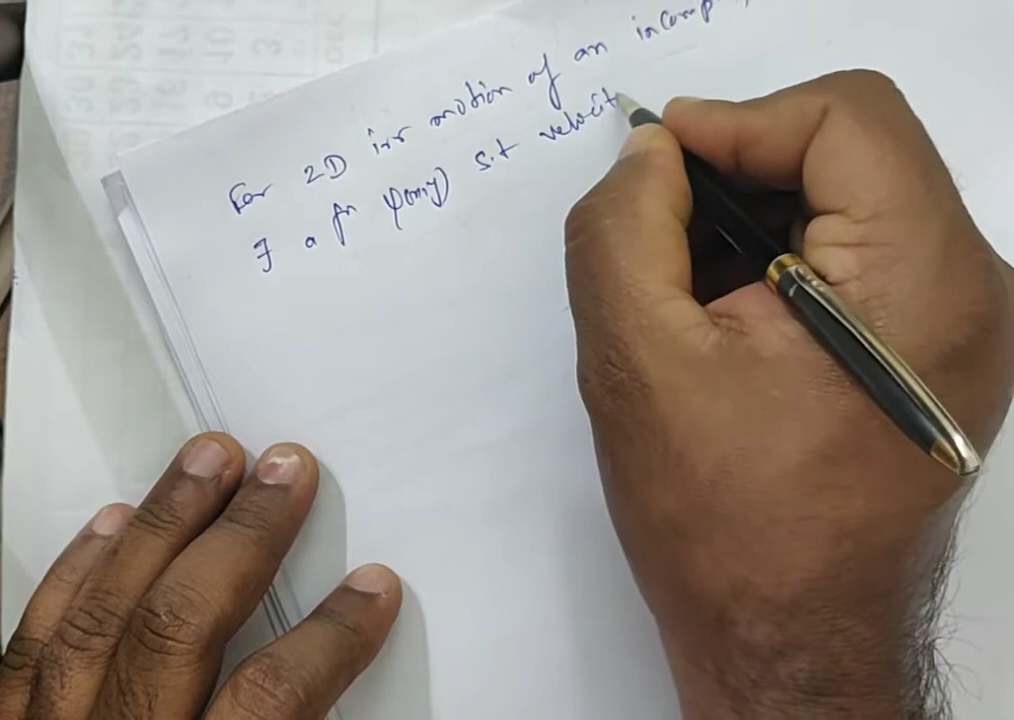 For 2D irr motion of an incomp
∃ a fn ψ(x,y) s.t velocit